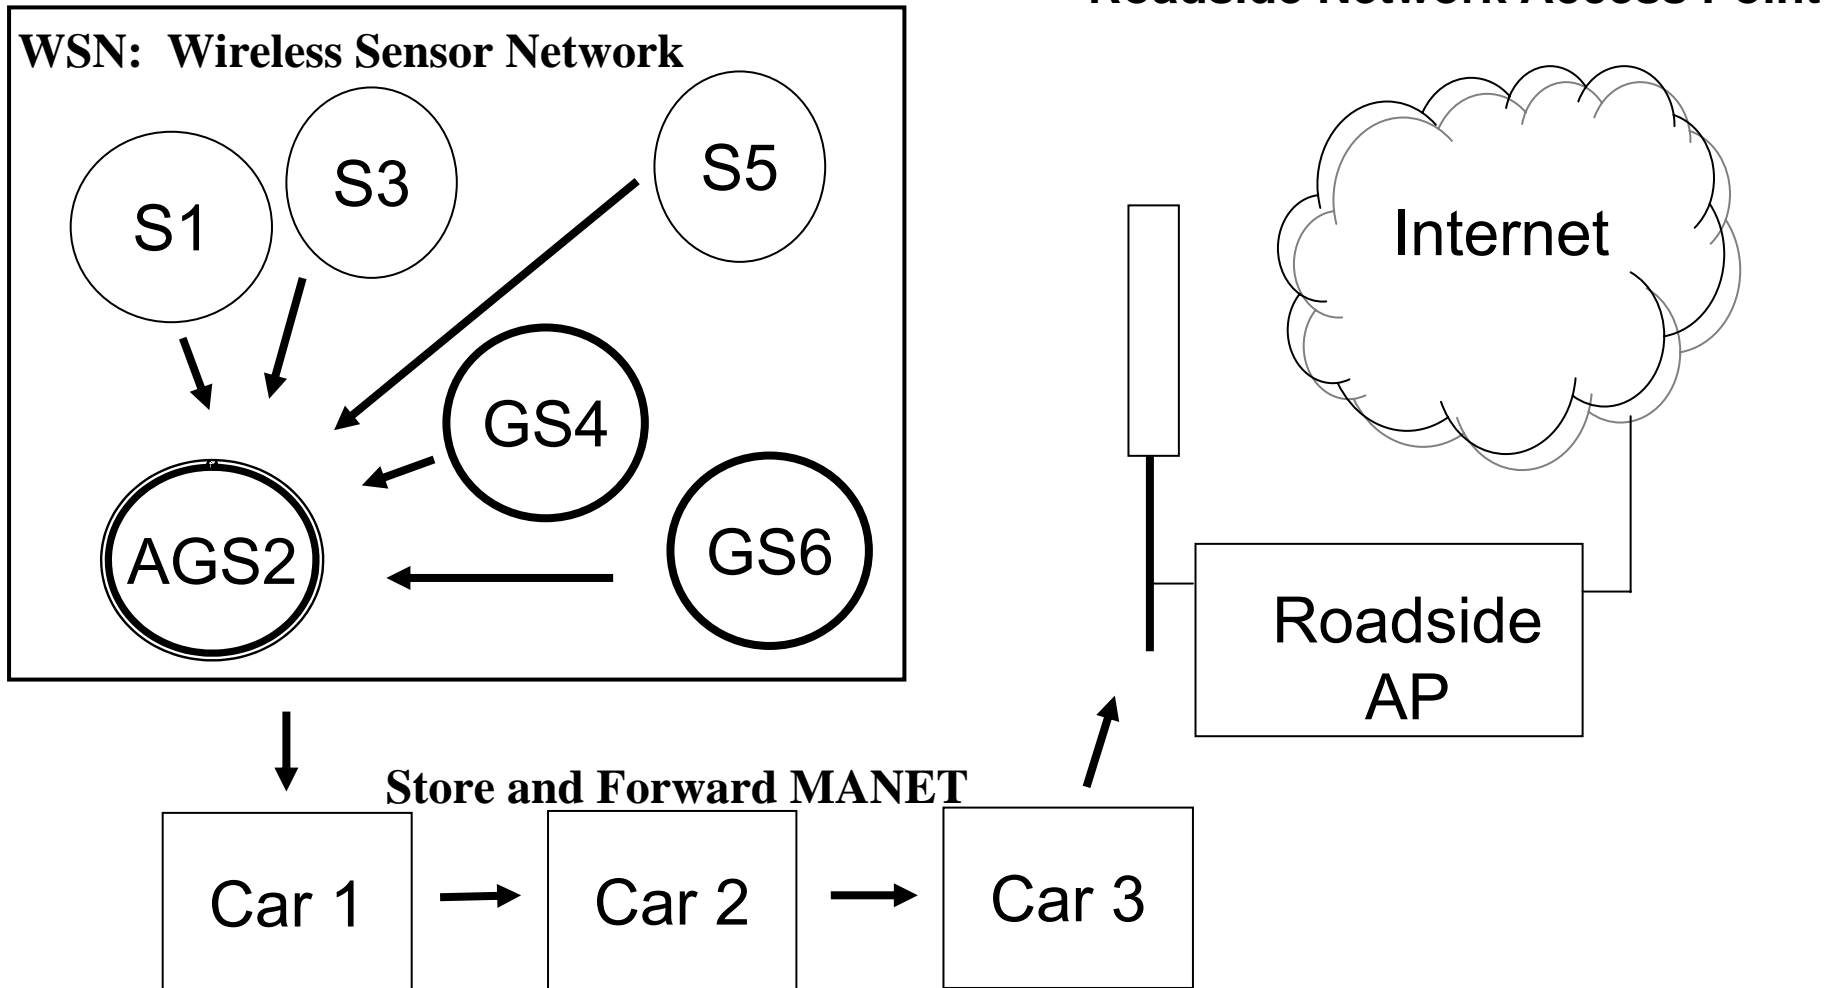 Roadside Network Access Point
WSN: Wireless Sensor Network
S1
S3
S5
GS4
AGS2
GS6
Internet
Roadside
AP
Store and Forward MANET
Car 1
Car 2
Car 3